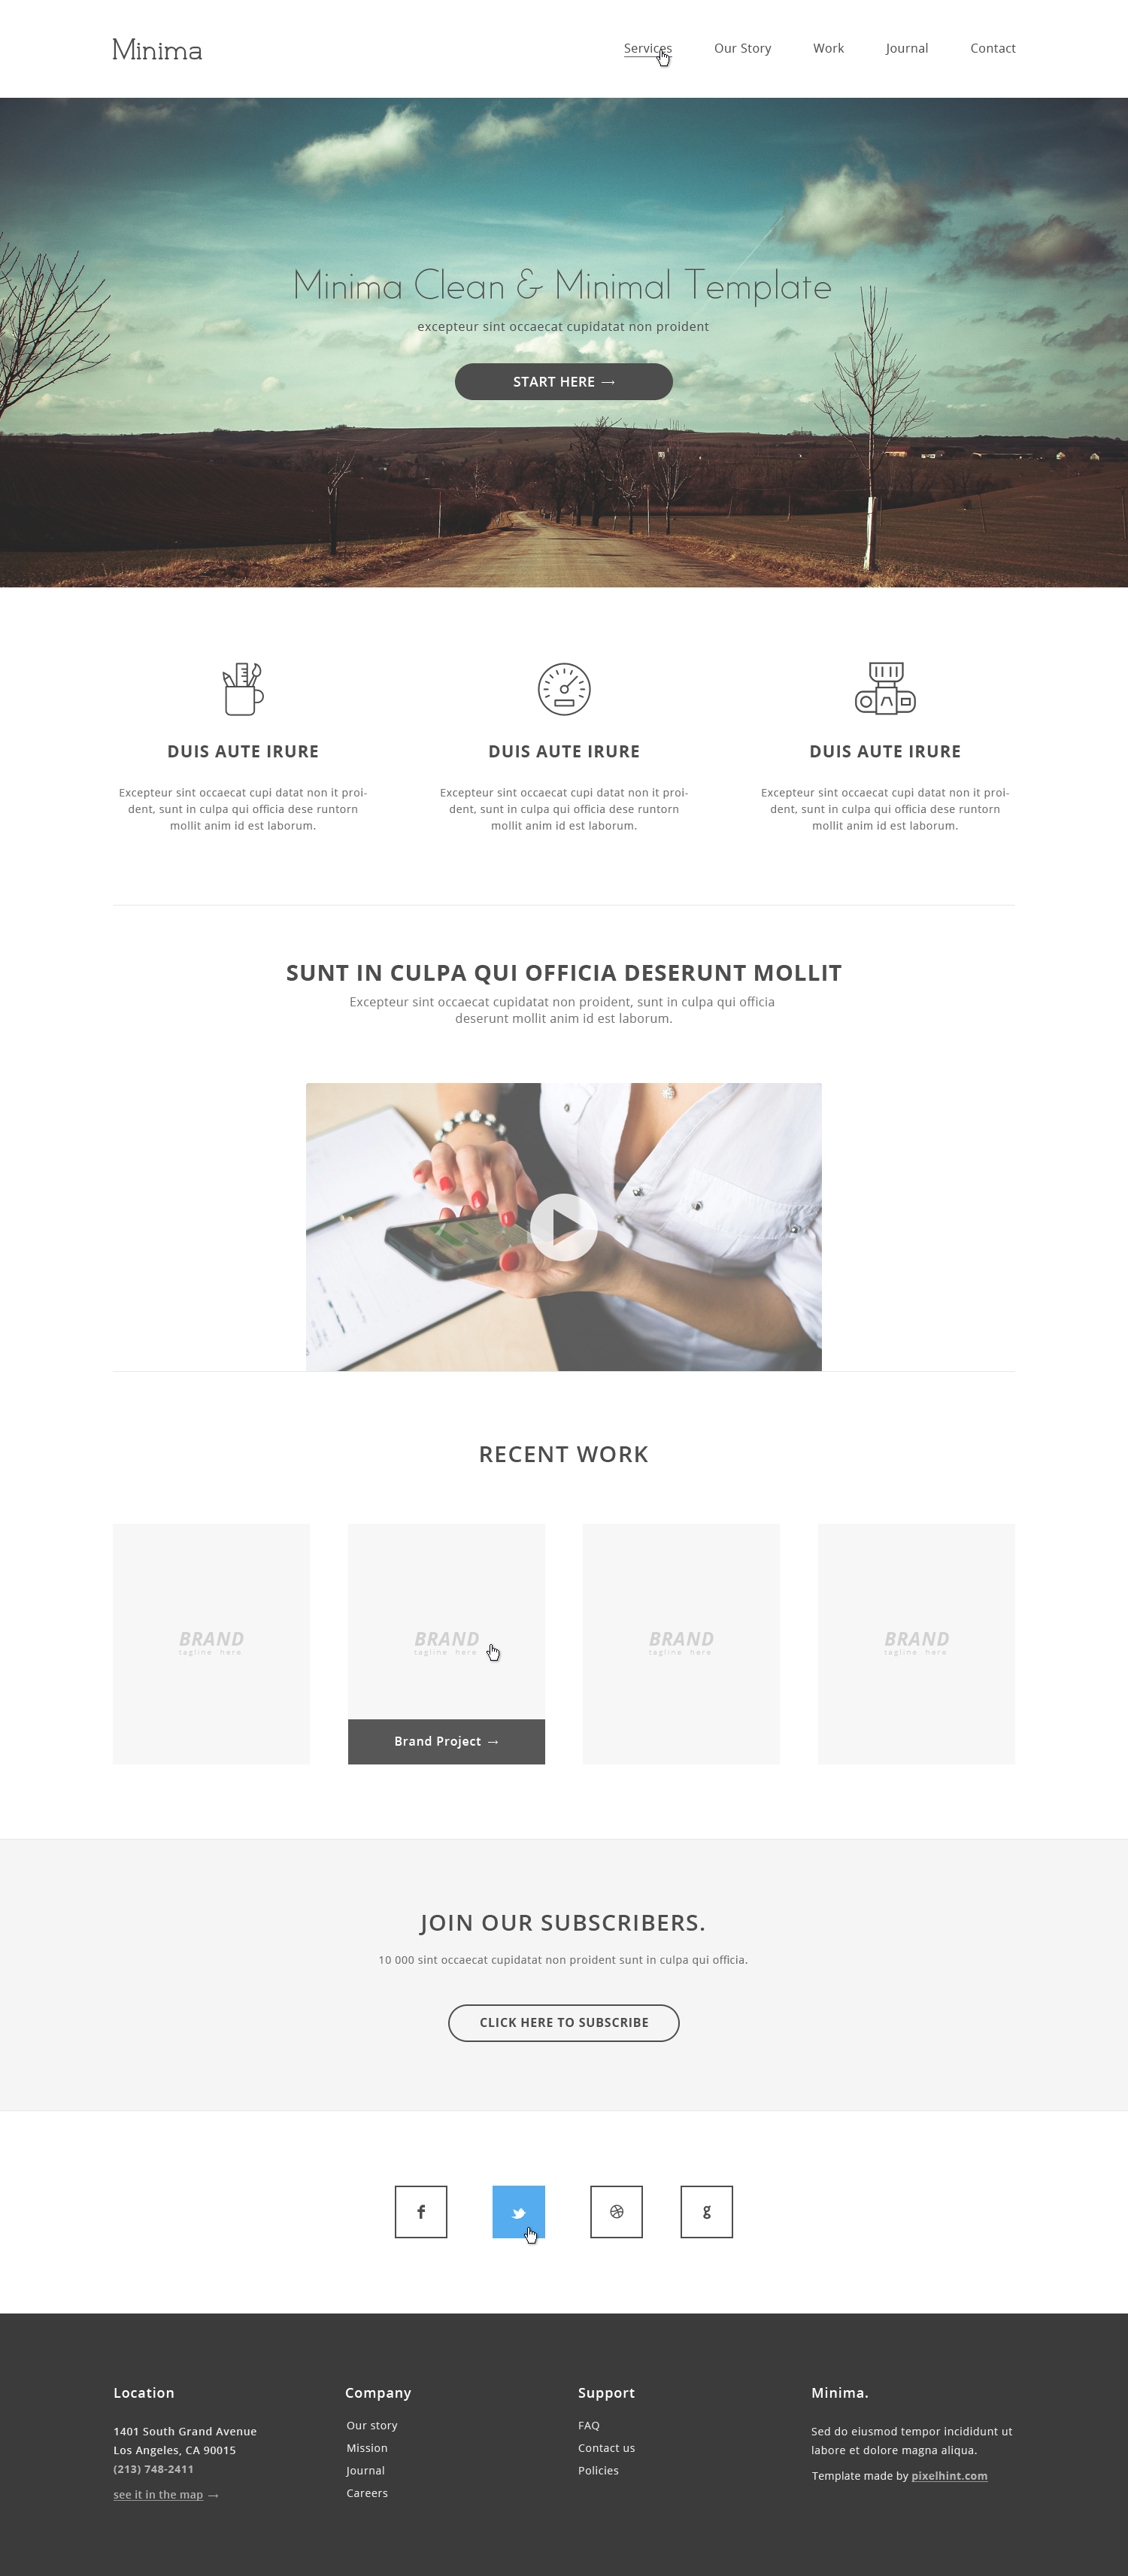 Minima
Services Our Story Work Journal Contact
Minima Clean & Minimal Template
excepteur sint occaecat cupidatat non proident
START HERE →
DUIS AUTE IRURE
Excepteur sint occaecat cupi datat non it proi-
dent, sunt in culpa qui officia dese runtorn
mollit anim id est laborum.
DUIS AUTE IRURE
Excepteur sint occaecat cupi datat non it proi-
dent, sunt in culpa qui officia dese runtorn
mollit anim id est laborum.
DUIS AUTE IRURE
Excepteur sint occaecat cupi datat non it proi-
dent, sunt in culpa qui officia dese runtorn
mollit anim id est laborum.
SUNT IN CULPA QUI OFFICIA DESERUNT MOLLIT
Excepteur sint occaecat cupidatat non proident, sunt in culpa qui officia
deserunt mollit anim id est laborum.
RECENT WORK
BRAND
tagline here
BRAND
tagline here
Brand Project →
BRAND
tagline here
BRAND
tagline here
JOIN OUR SUBSCRIBERS.
10 000 sint occaecat cupidatat non proident sunt in culpa qui officia.
CLICK HERE TO SUBSCRIBE
f
g
Location
1401 South Grand Avenue
Los Angeles, CA 90015
(213) 748-2411
see it in the map →
Company
Our story
Mission
Journal
Careers
Support
FAQ
Contact us
Policies
Minima.
Sed do eiusmod tempor incididunt ut
labore et dolore magna aliqua.
Template made by pixelhint.com